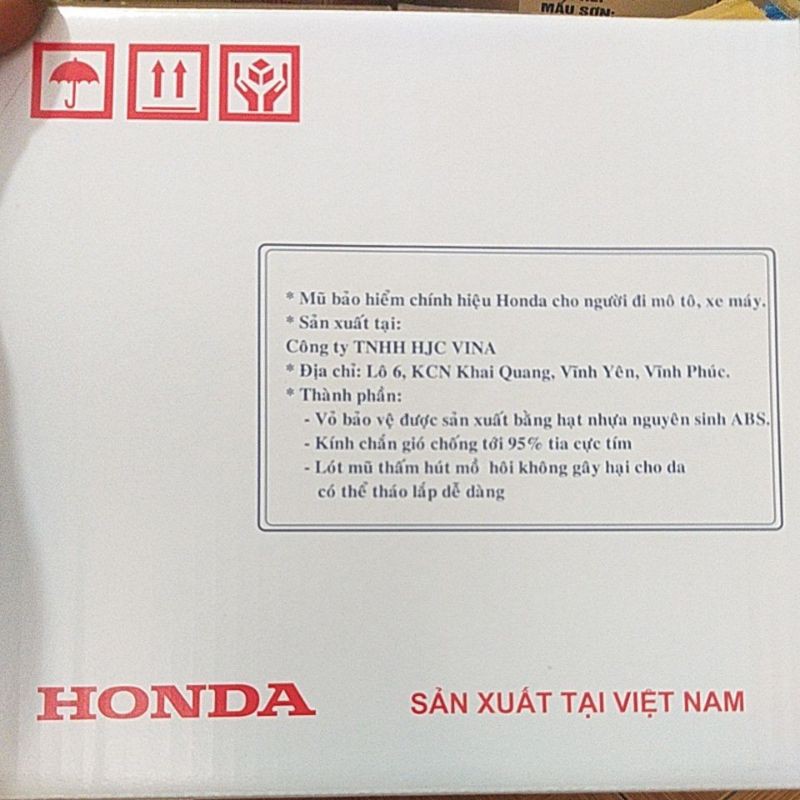 MẪU SƠN:
* Mũ bảo hiểm chính hiệu Honda cho người đi mô tô, xe máy.
* Sản xuất tại:
Công ty TNHH HJC VINA
* Địa chỉ: Lô 6, KCN Khai Quang, Vĩnh Yên, Vĩnh Phúc.
* Thành phần:
- Vỏ bảo vệ được sản xuất bằng hạt nhựa nguyên sinh ABS.
- Kính chắn gió chống tới 95% tia cực tím
- Lót mũ thấm hút mồ hôi không gây hại cho da
có thể tháo lắp dễ dàng
HONDA
SẢN XUẤT TẠI VIỆT NAM